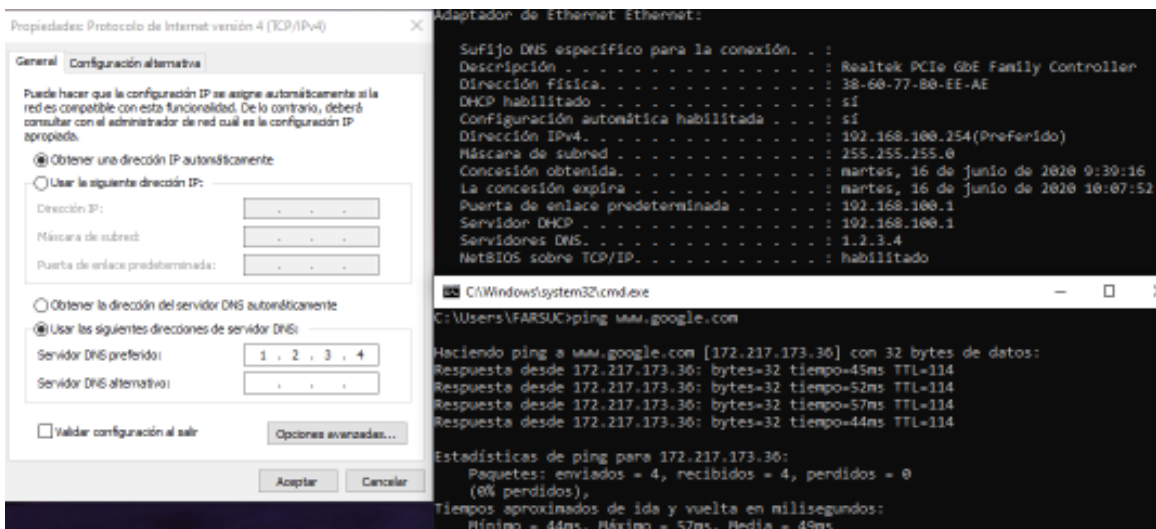 Propiedades: Protocolo de Internet versión 4 (TCP/IPv4)
General
Configuración alternativa
Puede hacer que la configuración IP se asigne automáticamente si la
red es compatible con esta funcionalidad. De lo contrario, deberá
consultar con el administrador de red cuál es la configuración IP
apropiada.
Obtener una dirección IP automáticamente
Usar la siguiente dirección IP:
Dirección IP:
Máscara de subred:
Puerta de enlace predeterminada:
Obtener la dirección del servidor DNS automáticamente
Usar las siguientes direcciones de servidor DNS:
Servidor DNS preferido:
1 . 2 . 3 . 4
Servidor DNS alternativo:
Validar configuración al salir
Opciones avanzadas...
Aceptar
Cancelar
Adaptador de Ethernet Ethernet:
Sufijo DNS específico para la conexión. . :
Descripción . . . . . . . . . . . . . . . : Realtek PCIe GbE Family Controller
Dirección física. . . . . . . . . . . . . : 38-60-77-80-EE-AE
DHCP habilitado . . . . . . . . . . . . . : sí
Configuración automática habilitada . . . : sí
Dirección IPv4. . . . . . . . . . . . . . : 192.168.100.254(Preferido)
Máscara de subred . . . . . . . . . . . . : 255.255.255.0
Concesión obtenida. . . . . . . . . . . . : martes, 16 de junio de 2020 9:39:16
La concesión expira . . . . . . . . . . . : martes, 16 de junio de 2020 10:07:52
Puerta de enlace predeterminada . . . . . : 192.168.100.1
Servidor DHCP . . . . . . . . . . . . . . : 192.168.100.1
Servidores DNS. . . . . . . . . . . . . . : 1.2.3.4
NetBIOS sobre TCP/IP. . . . . . . . . . . : habilitado
C:\Windows\system32\cmd.exe
C:\Users\FARSUC>ping www.google.com
Haciendo ping a www.google.com [172.217.173.36] con 32 bytes de datos:
Respuesta desde 172.217.173.36: bytes=32 tiempo=45ms TTL=114
Respuesta desde 172.217.173.36: bytes=32 tiempo=52ms TTL=114
Respuesta desde 172.217.173.36: bytes=32 tiempo=57ms TTL=114
Respuesta desde 172.217.173.36: bytes=32 tiempo=44ms TTL=114
Estadísticas de ping para 172.217.173.36:
Paquetes: enviados = 4, recibidos = 4, perdidos = 0
(0% perdidos),
Tiempos aproximados de ida y vuelta en milisegundos:
Mínimo = 44ms, Máximo = 57ms, Media = 49ms